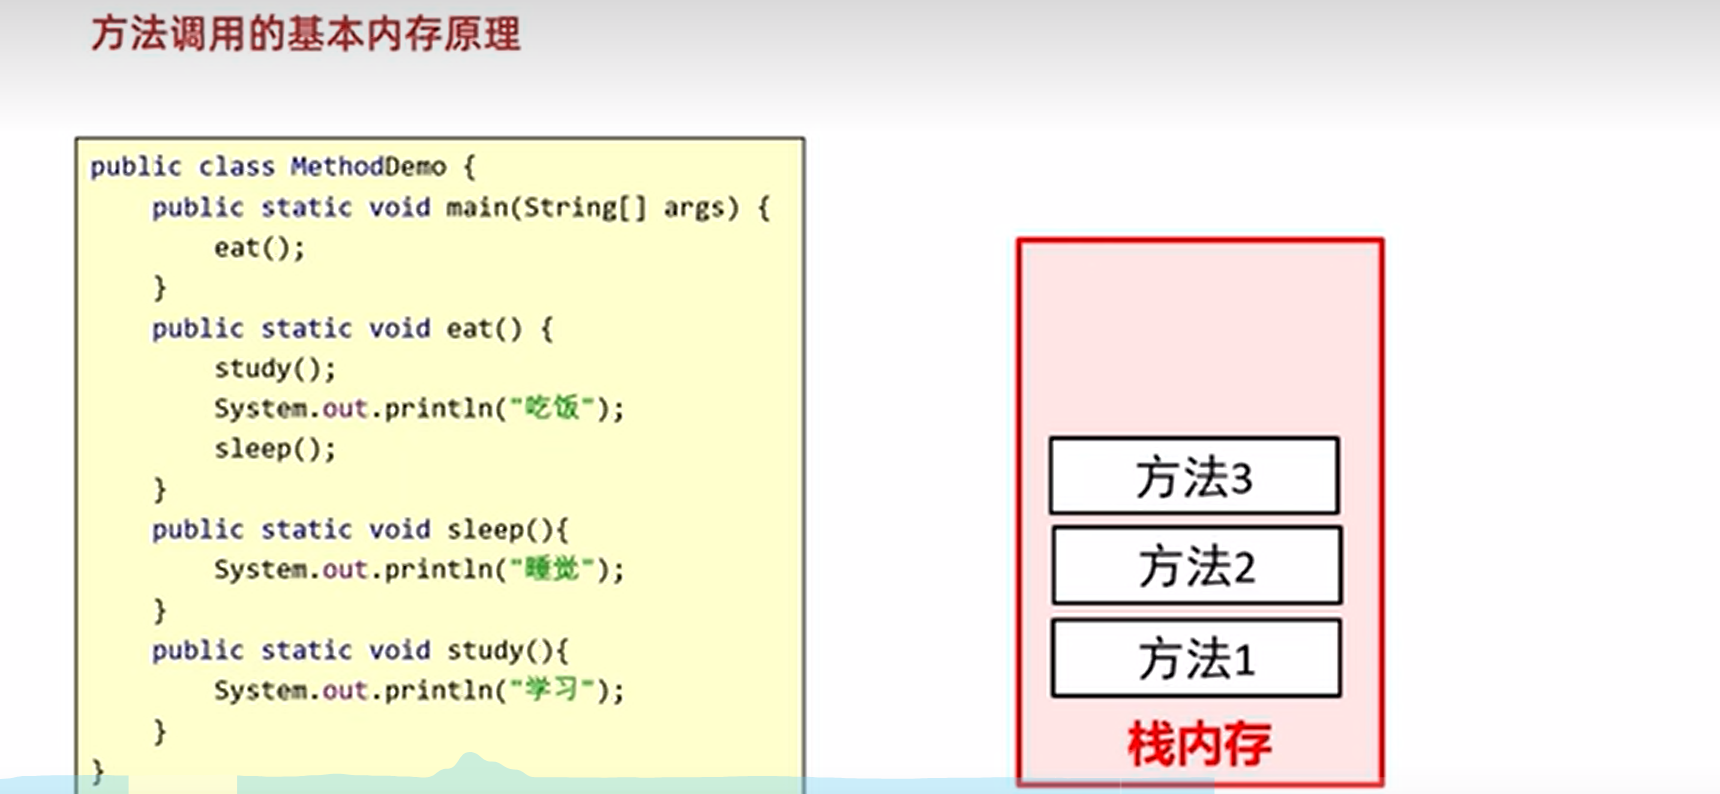 方法调用的基本内存原理
public class MethodDemo {
    public static void main(String[] args) {
        eat();
    }
    public static void eat() {
        study();
        System.out.println("吃饭");
        sleep();
    }
    public static void sleep(){
        System.out.println("睡觉");
    }
    public static void study(){
        System.out.println("学习");
    }
}
方法3
方法2
方法1
栈内存